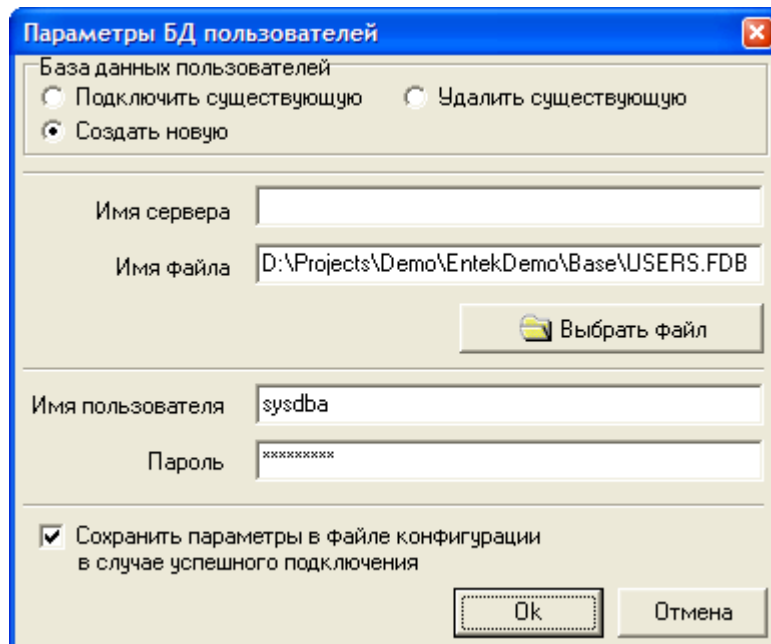 Параметры БД пользователей
База данных пользователей
Подключить существующую Удалить существующую
Создать новую
Имя сервера
Имя файла D:\Projects\Demo\EntekDemo\Base\USERS.FDB
Выбрать файл
Имя пользователя sysdba
Пароль *********
Сохранить параметры в файле конфигурации
в случае успешного подключения
Ok Отмена